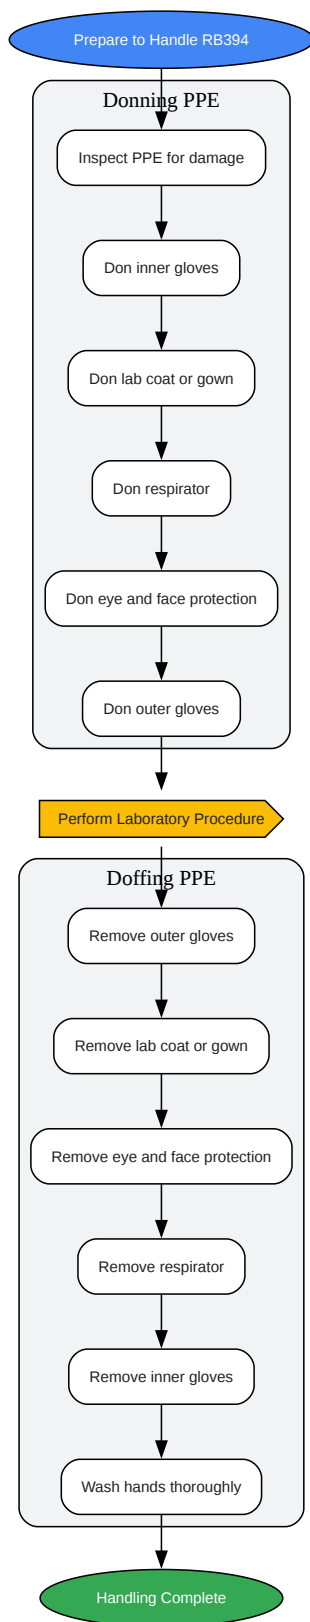 Prepare to Handle RB394
Donning PPE
Inspect PPE for damage
Don inner gloves
Don lab coat or gown
Don respirator
Don eye and face protection
Don outer gloves
Perform Laboratory Procedure
Doffing PPE
Remove outer gloves
Remove lab coat or gown
Remove eye and face protection
Remove respirator
Remove inner gloves
Wash hands thoroughly
Handling Complete